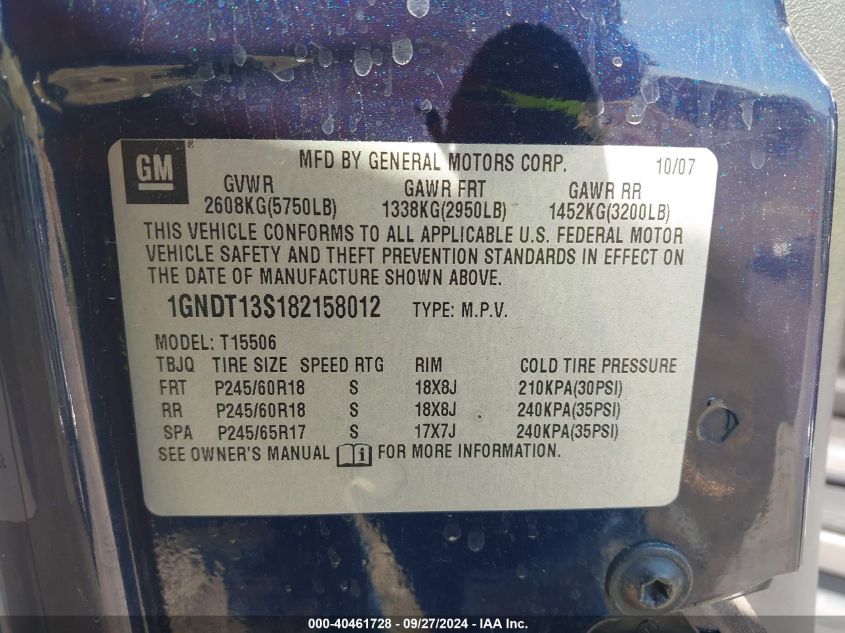 GM ® MFD BY GENERAL MOTORS CORP. 10/07
GVWR GAWR FRT GAWR RR
2608KG(5750LB) 1338KG(2950LB) 1452KG(3200LB)
THIS VEHICLE CONFORMS TO ALL APPLICABLE U.S. FEDERAL MOTOR
VEHICLE SAFETY AND THEFT PREVENTION STANDARDS IN EFFECT ON
THE DATE OF MANUFACTURE SHOWN ABOVE.
1GNDT13S182158012 TYPE: M.P.V.
MODEL: T15506
TBJQ TIRE SIZE SPEED RTG RIM COLD TIRE PRESSURE
FRT P245/60R18 S 18X8J 210KPA(30PSI)
RR P245/60R18 S 18X8J 240KPA(35PSI)
SPA P245/65R17 S 17X7J 240KPA(35PSI)
SEE OWNER'S MANUAL i FOR MORE INFORMATION.
000-40461728 - 09/27/2024 - IAA Inc.